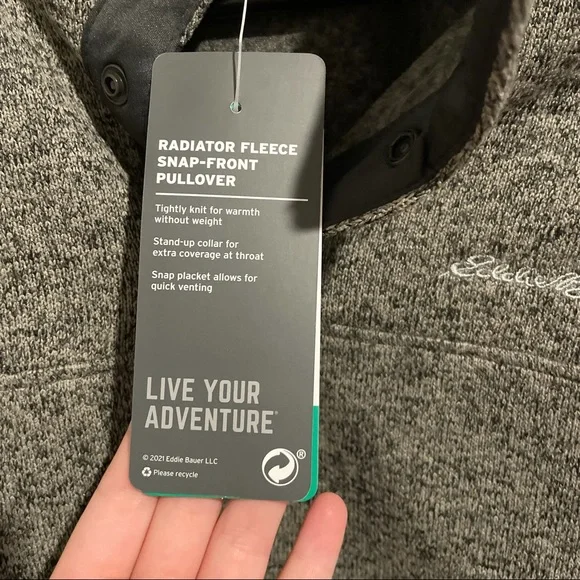 RADIATOR FLEECE
SNAP-FRONT
PULLOVER
Tightly knit for warmth
without weight
Stand-up collar for
extra coverage at throat
Snap placket allows for
quick venting
LIVE YOUR
ADVENTURE®
© 2021 Eddie Bauer LLC
Please recycle
®
Eddie